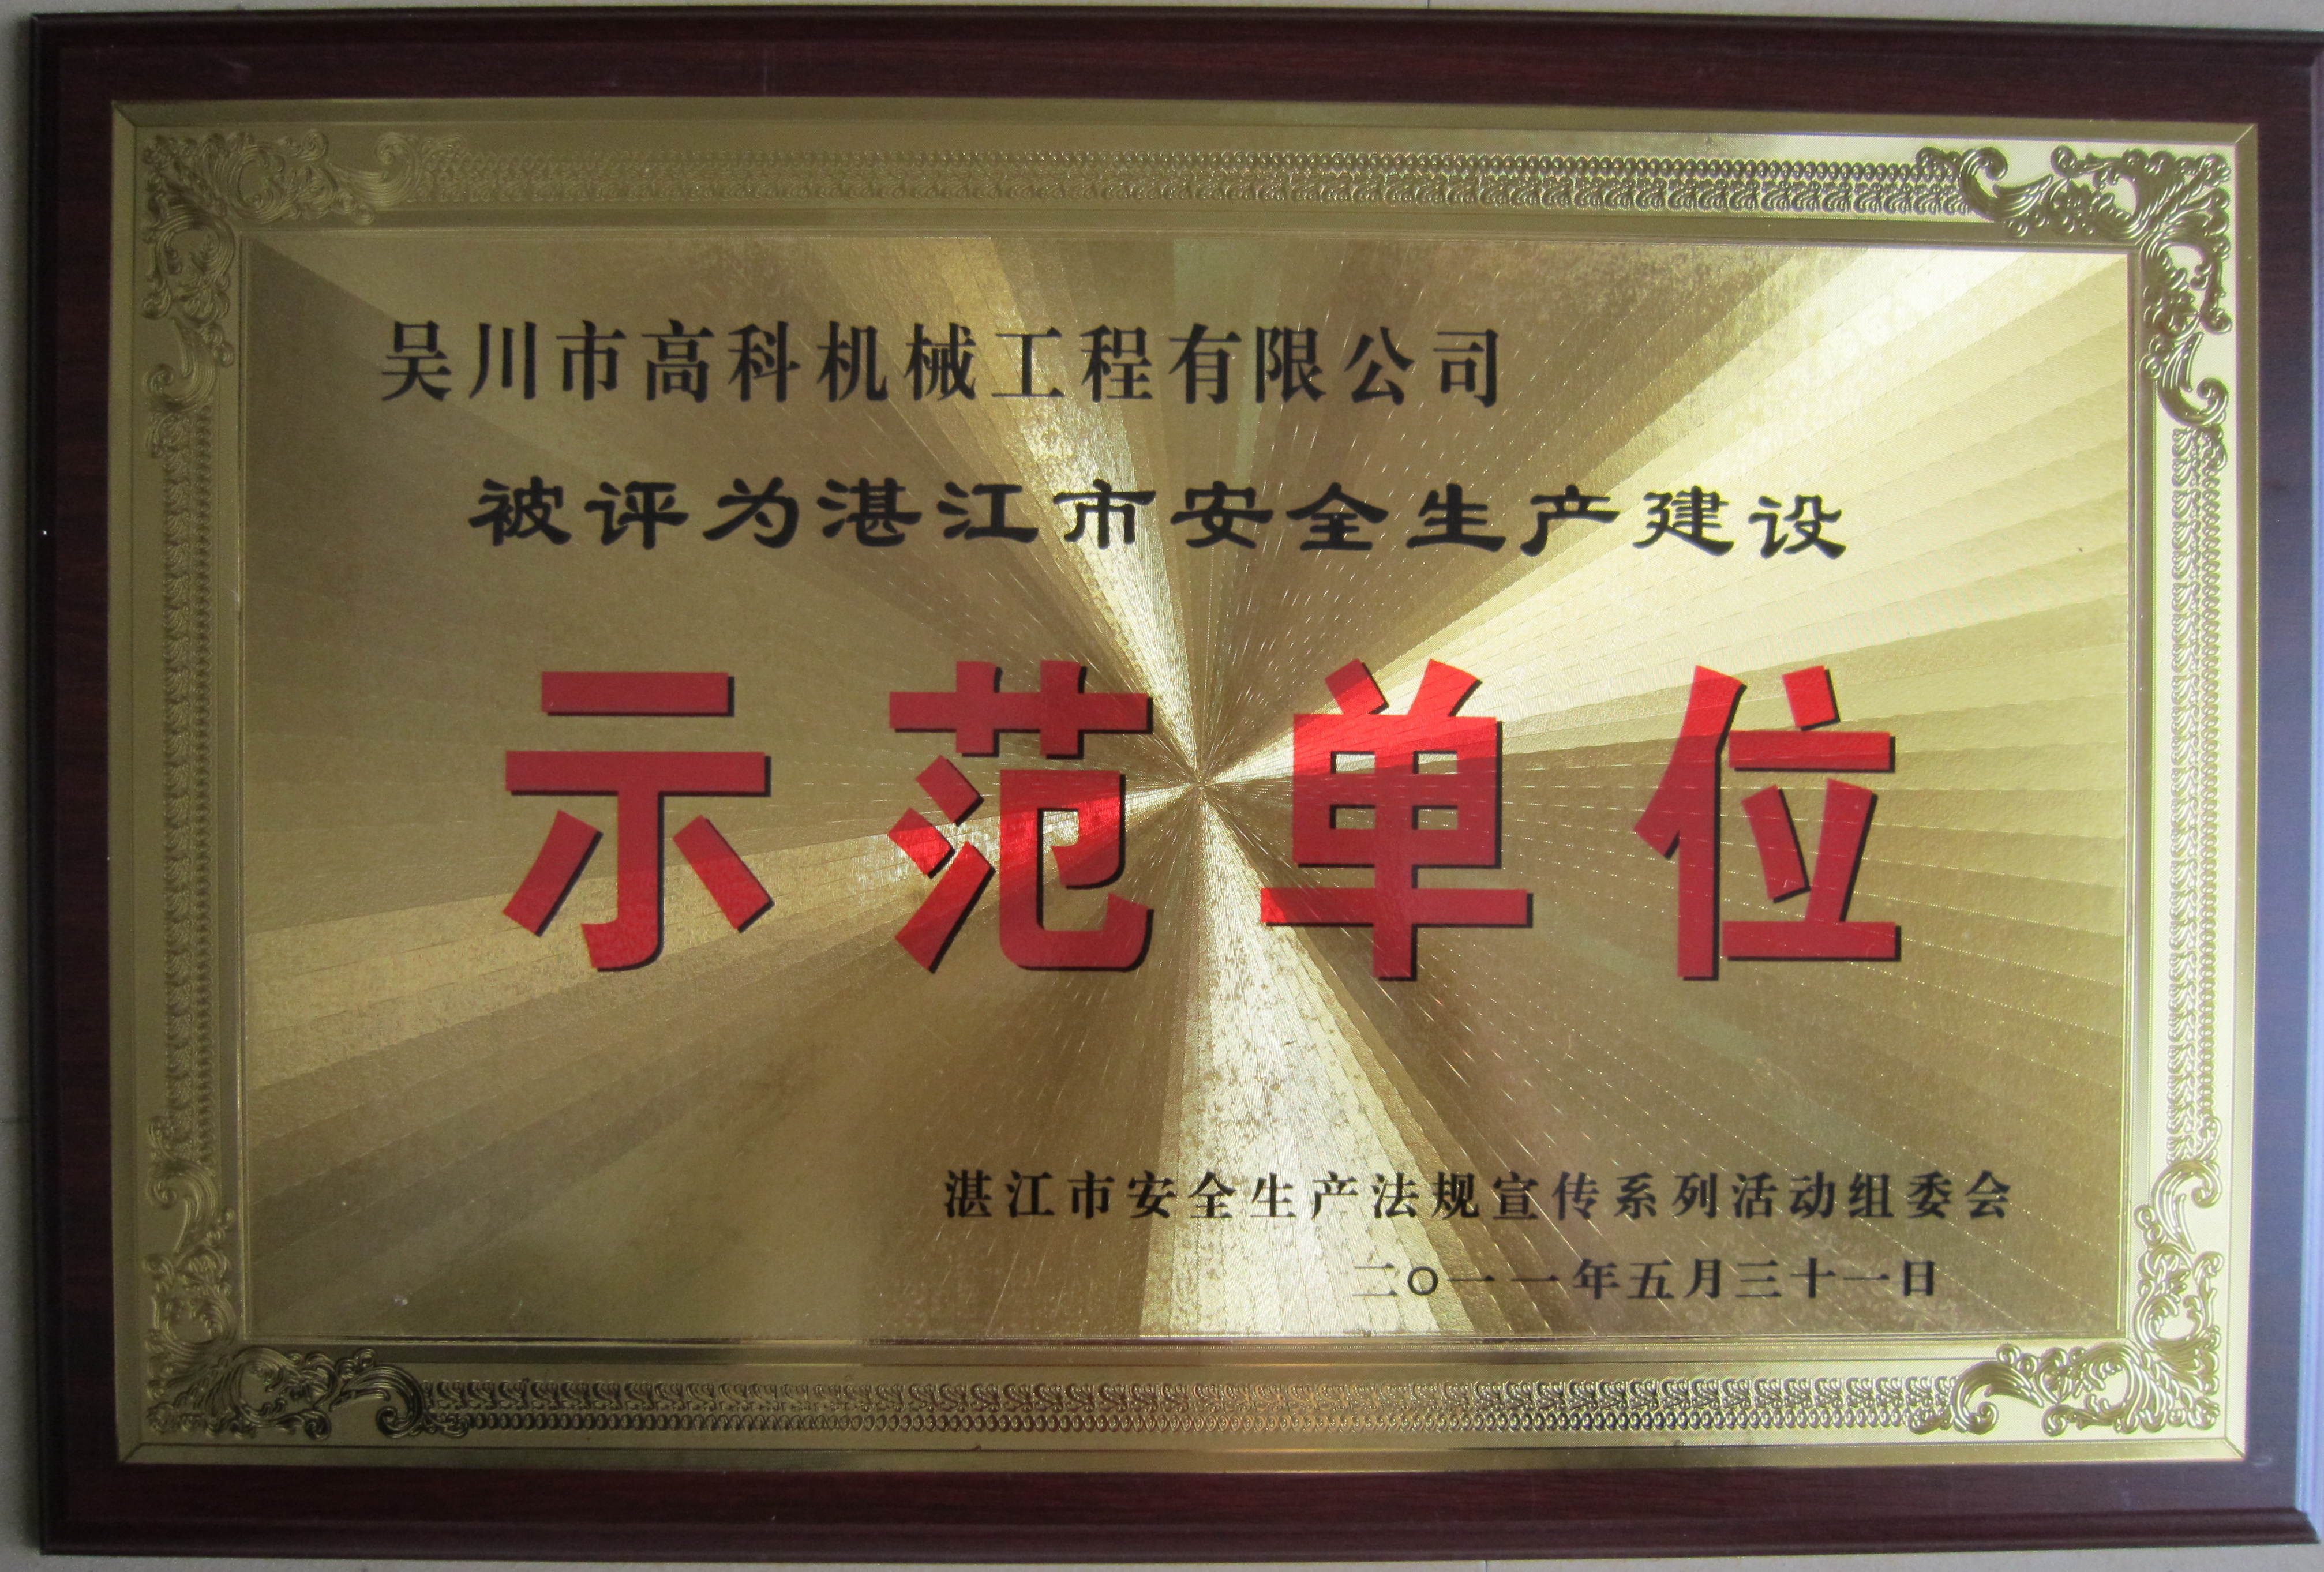 吴川市高科机械工程有限公司
被评为湛江市安全生产建设
示范单位
湛江市安全生产法规宣传系列活动组委会
二〇一一年五月三十一日